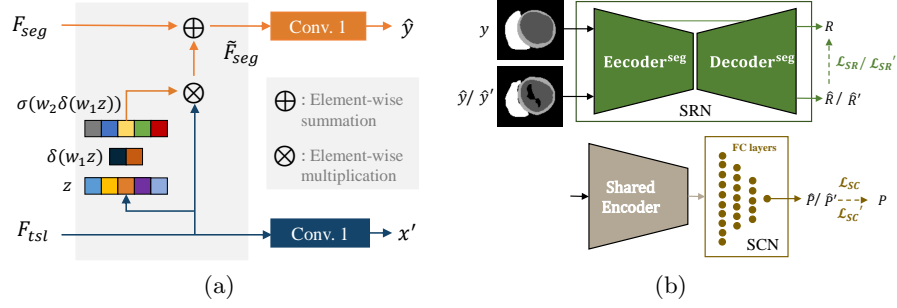 F_seg
Conv. 1
ŷ
F̃_seg
σ(w₂δ(w₁z))
δ(w₁z)
z
⊕ : Element-wise
summation
⊗ : Element-wise
multiplication
F_tsl
Conv. 1
x′
(a)
y
ŷ/ ŷ′
Eecoder^seg
Decoder^seg
SRN
R
ℒ_SR/ ℒ_SR′
R̂/ R̂′
Shared
Encoder
FC layers
SCN
P̂/ P̂′
ℒ_SC
ℒ_SC′
P
(b)